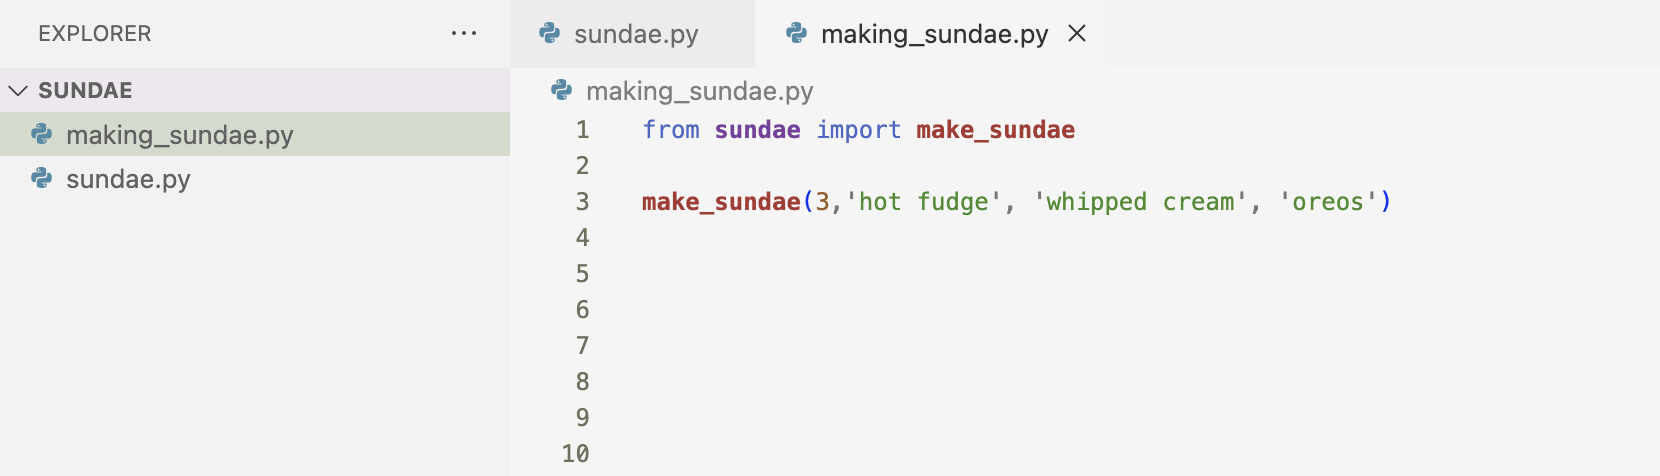 EXPLORER ...
SUNDAE
making_sundae.py
sundae.py
sundae.py making_sundae.py
making_sundae.py
1 from sundae import make_sundae
2
3 make_sundae(3,'hot fudge', 'whipped cream', 'oreos')
4
5
6
7
8
9
10